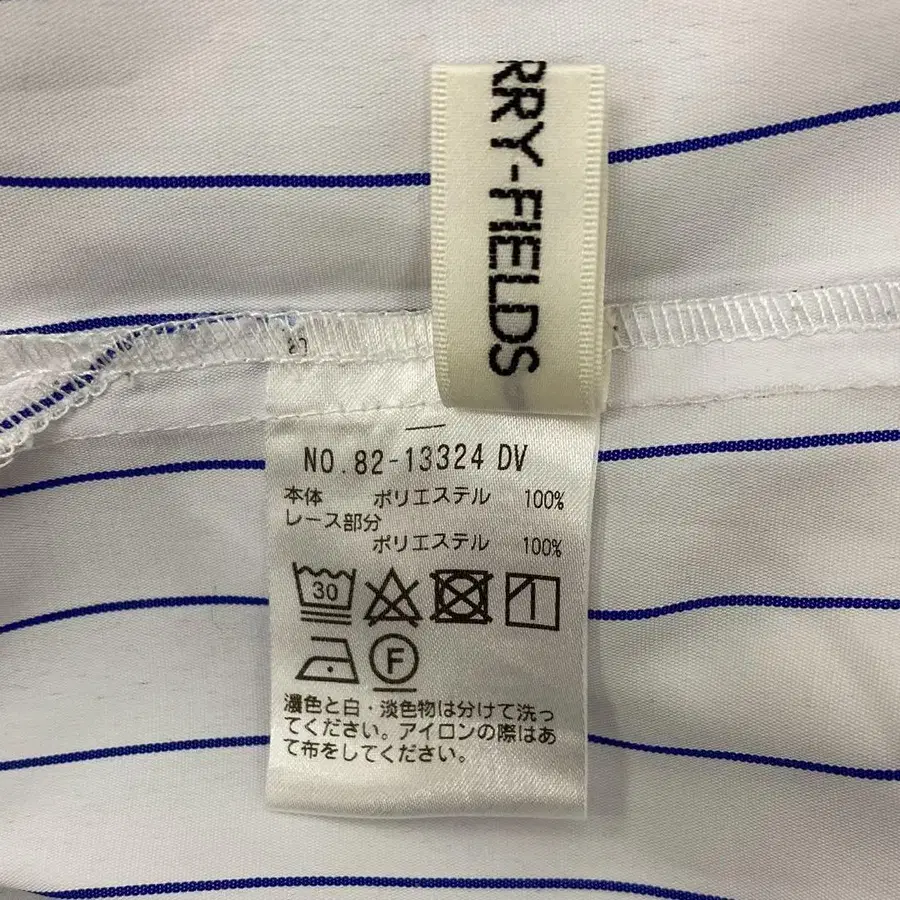 RRY-FIELDS
NO.82-13324 DV
本体 ポリエステル 100%
レース部分
ポリエステル 100%
30
F
濃色と白・淡色物は分けて洗っ
てください。アイロンの際はあ
て布をしてください。